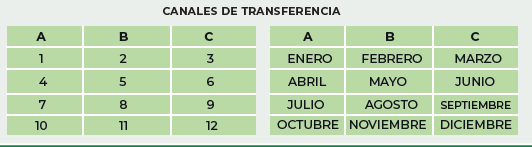 CANALES DE TRANSFERENCIA
A B C A B C
1 2 3 ENERO FEBRERO MARZO
4 5 6 ABRIL MAYO JUNIO
7 8 9 JULIO AGOSTO SEPTIEMBRE
10 11 12 OCTUBRE NOVIEMBRE DICIEMBRE